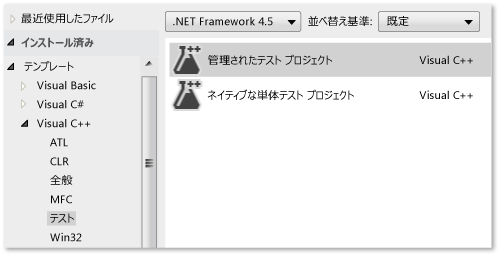 最近使用したファイル
.NET Framework 4.5 並べ替え基準: 既定
インストール済み
テンプレート
Visual Basic
Visual C#
Visual C++
ATL
CLR
全般
MFC
テスト
Win32
管理されたテスト プロジェクト Visual C++
ネイティブな単体テスト プロジェクト Visual C++